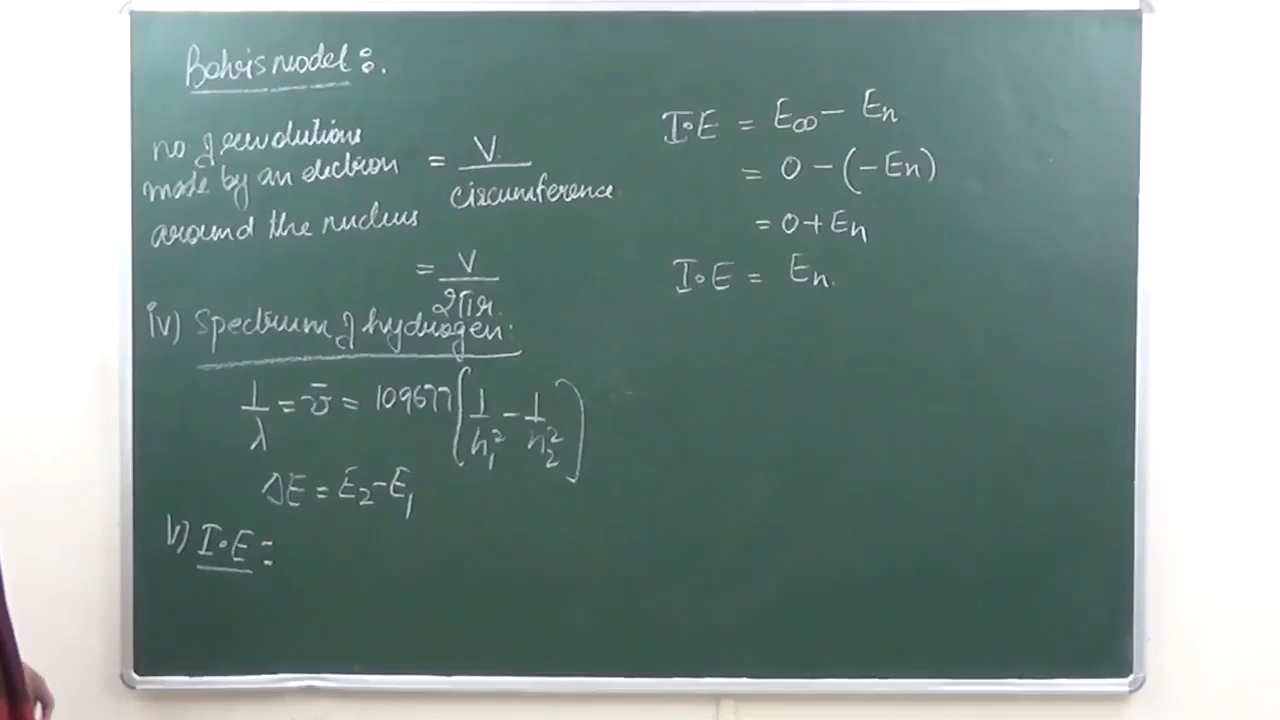 Bohr's model :.
no. of revolutions
made by an electron = V / circumference
around the nucleus
= V / 2πr
iv) Spectrum of hydrogen:
1/λ = ν̄ = 109677 (1/n₁² - 1/n₂²)
ΔE = E₂-E₁
v) I.E :
I.E = E∞ - En
= 0 - (-En)
= 0 + En
I.E = En.